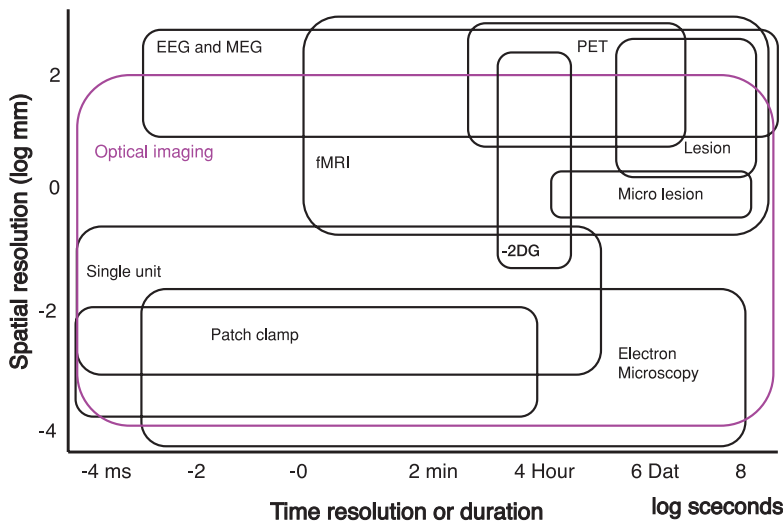 EEG and MEG
PET
2
Optical imaging
Lesion
fMRI
0
Micro lesion
Spatial resolution (log mm)
-2DG
Single unit
-2
Patch clamp
Electron
Microscopy
-4
-4 ms -2 -0 2 min 4 Hour 6 Dat 8
Time resolution or duration log sceconds